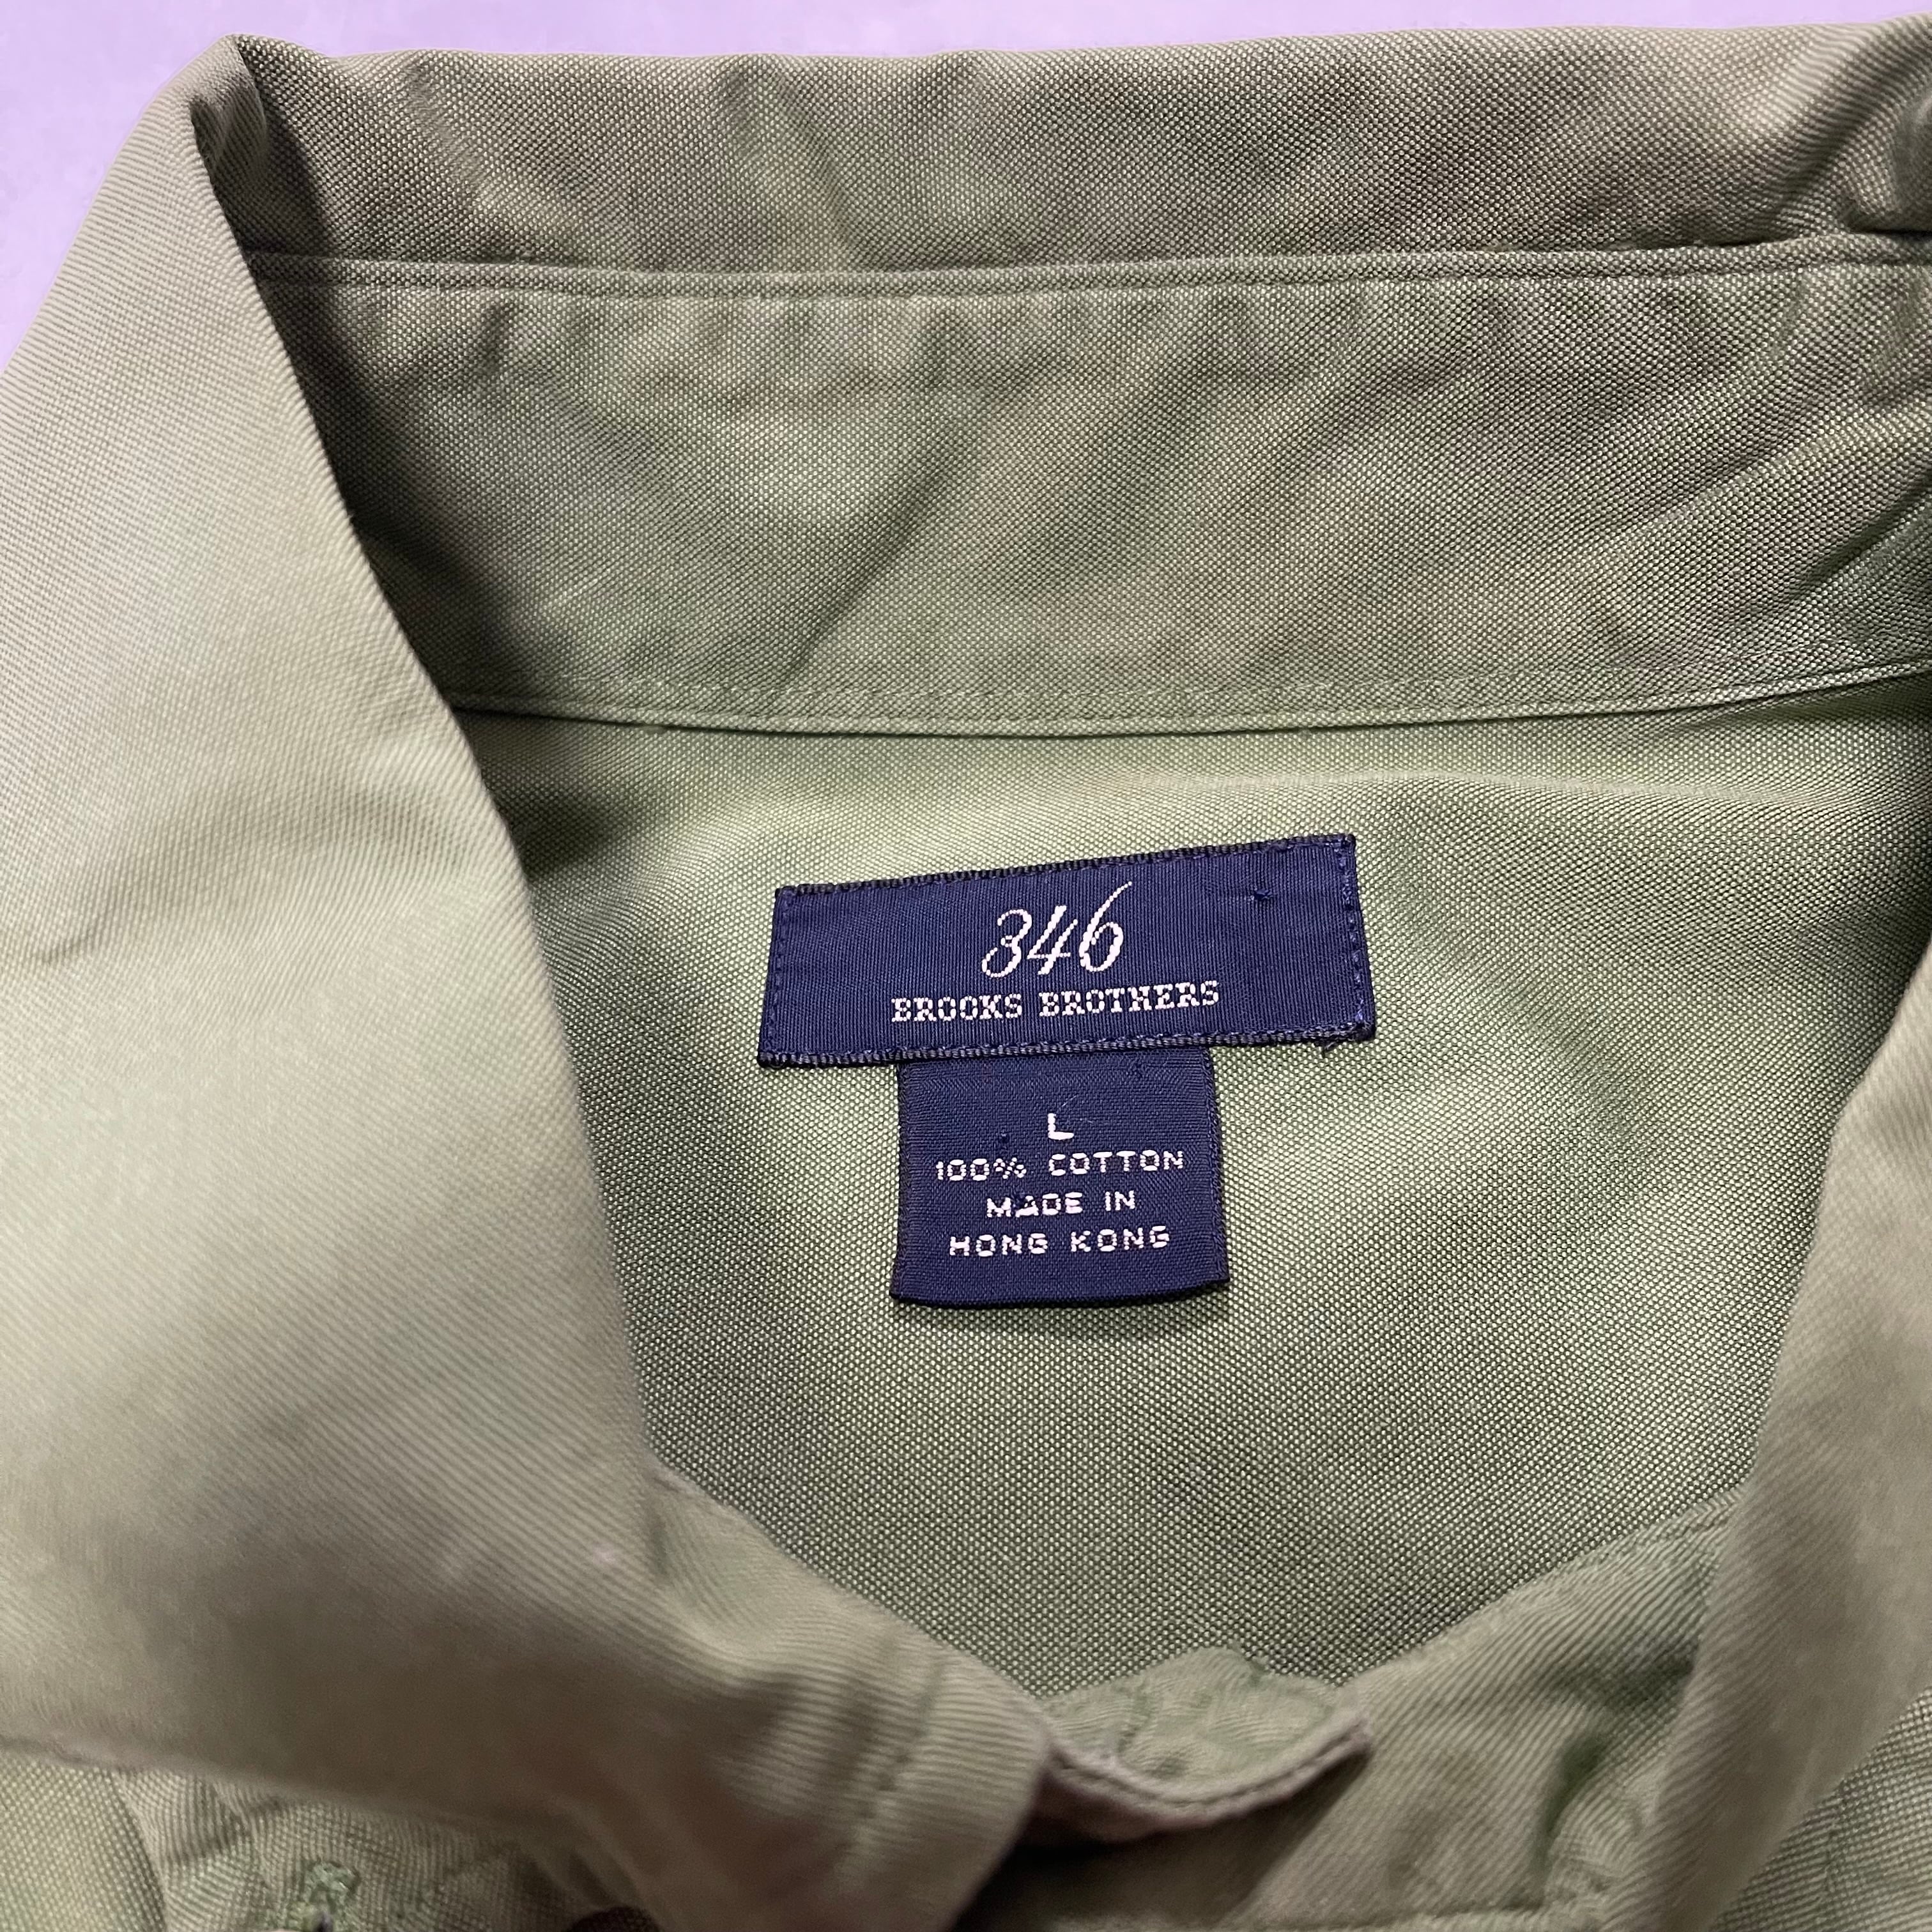 346
BROOKS BROTHERS
L
100% COTTON
MADE IN
HONG KONG